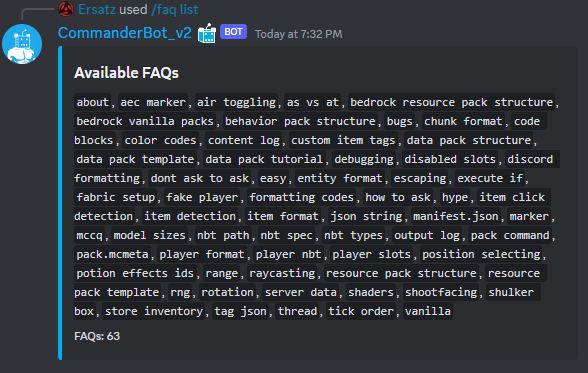 Ersatz used /faq list
CommanderBot_v2 BOT Today at 7:32 PM
Available FAQs
about, aec marker, air toggling, as vs at, bedrock resource pack structure,
bedrock vanilla packs, behavior pack structure, bugs, chunk format, code
blocks, color codes, content log, custom item tags, data pack structure,
data pack template, data pack tutorial, debugging, disabled slots, discord
formatting, dont ask to ask, easy, entity format, escaping, execute if,
fabric setup, fake player, formatting codes, how to ask, hype, item click
detection, item detection, item format, json string, manifest.json, marker,
mccq, model sizes, nbt path, nbt spec, nbt types, output log, pack command,
pack.mcmeta, player format, player nbt, player slots, position selecting,
potion effects ids, range, raycasting, resource pack structure, resource
pack template, rng, rotation, server data, shaders, shootfacing, shulker
box, store inventory, tag json, thread, tick order, vanilla
FAQs: 63